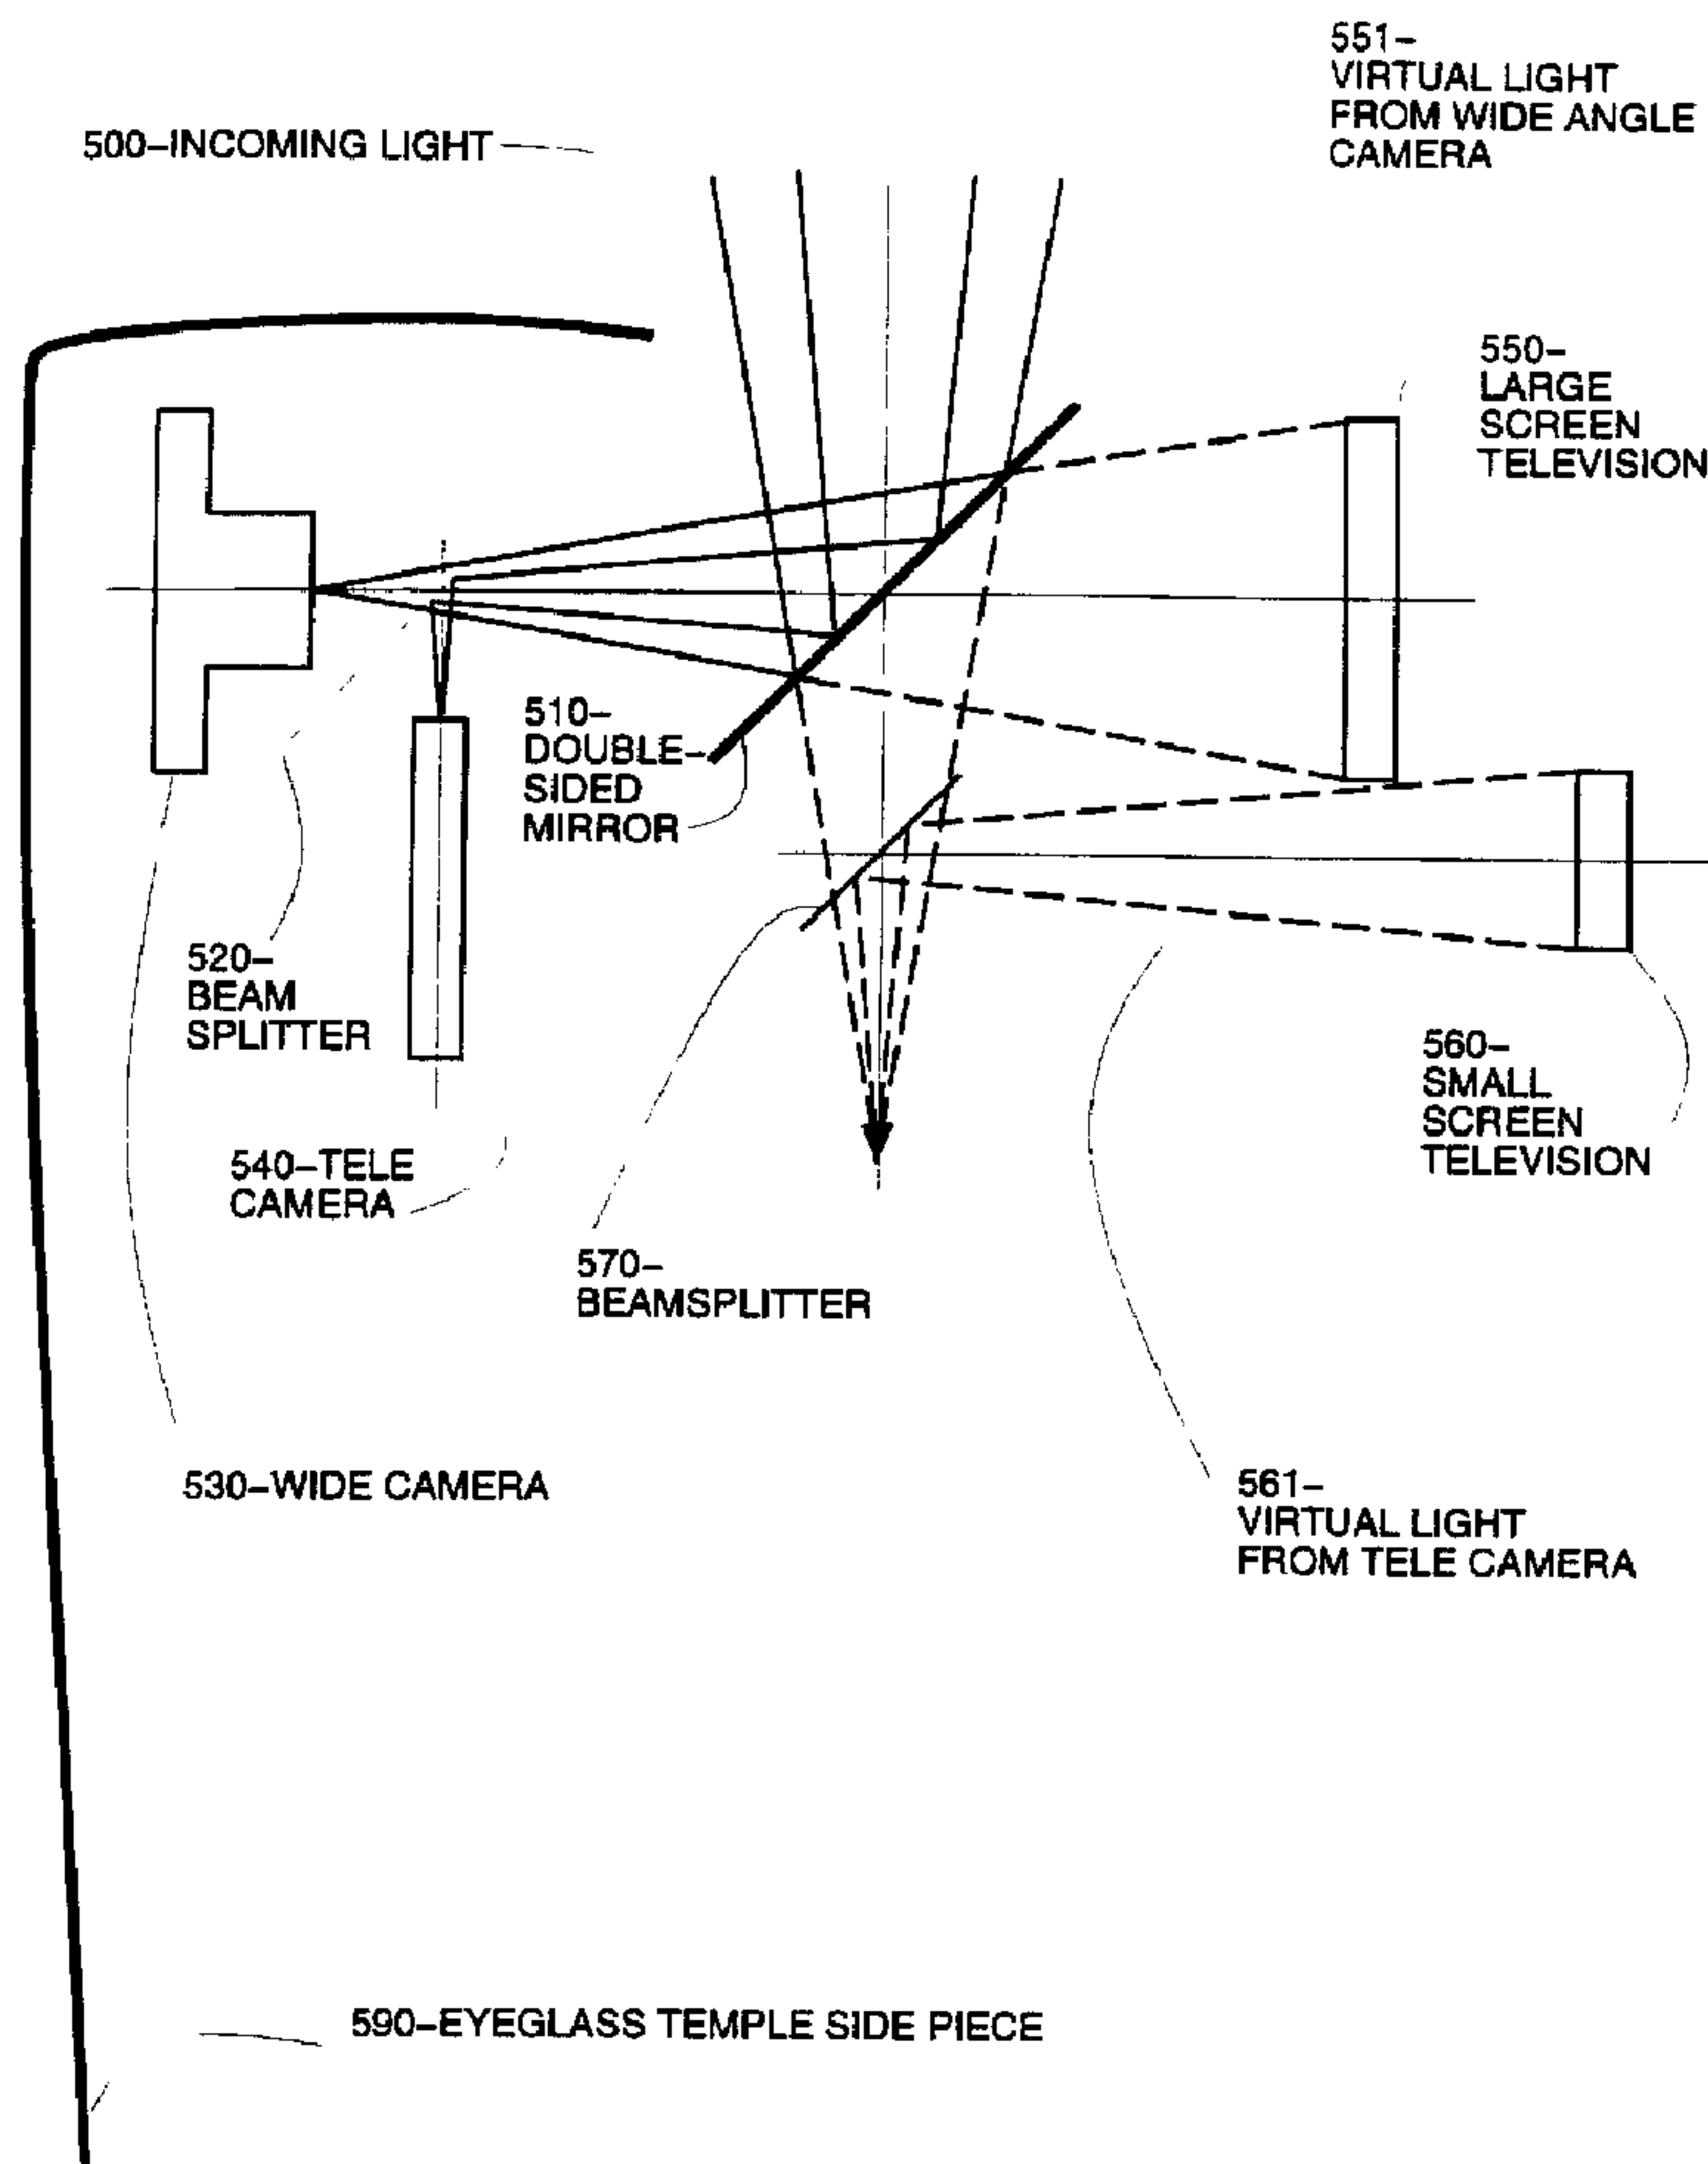 551–
VIRTUAL LIGHT
FROM WIDE ANGLE
CAMERA
500–INCOMING LIGHT
550–
LARGE
SCREEN
TELEVISION
510–
DOUBLE–
SIDED
MIRROR
520–
BEAM
SPLITTER
540–TELE
CAMERA
560–
SMALL
SCREEN
TELEVISION
570–
BEAMSPLITTER
530–WIDE CAMERA
561–
VIRTUAL LIGHT
FROM TELE CAMERA
590–EYEGLASS TEMPLE SIDE PIECE